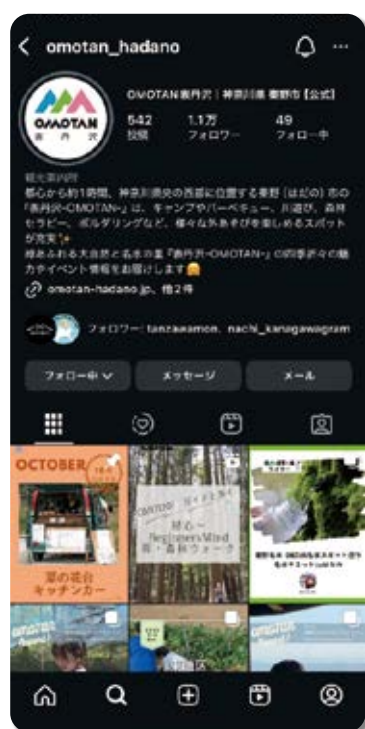 omotan_hadano
OMOTAN
表丹沢
OMOTAN表丹沢｜神奈川県 秦野市【公式】
542 1.1万 49
投稿 フォロワー フォロー中
観光案内所
都心から約1時間、神奈川県央の西部に位置する秦野(はだの)市の
『表丹沢-OMOTAN-』は、キャンプやバーベキュー、川遊び、森林
セラピー、ボルダリングなど、様々な外あそびを楽しめるスポット
が充実
緑あふれる大自然と名水の里『表丹沢-OMOTAN-』の四季折々の魅
力やイベント情報をお届けします
omotan-hadano.jp、他2件
フォロワー: tanzawamon、nachi_kanagawagram
フォロー中 メッセージ メール
OCTOBER
菜の花台
キッチンカー
初心〜
BeginnersMind
森林ウォーク